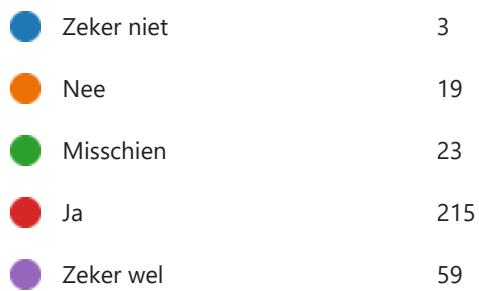 Zeker niet 3
Nee 19
Misschien 23
Ja 215
Zeker wel 59